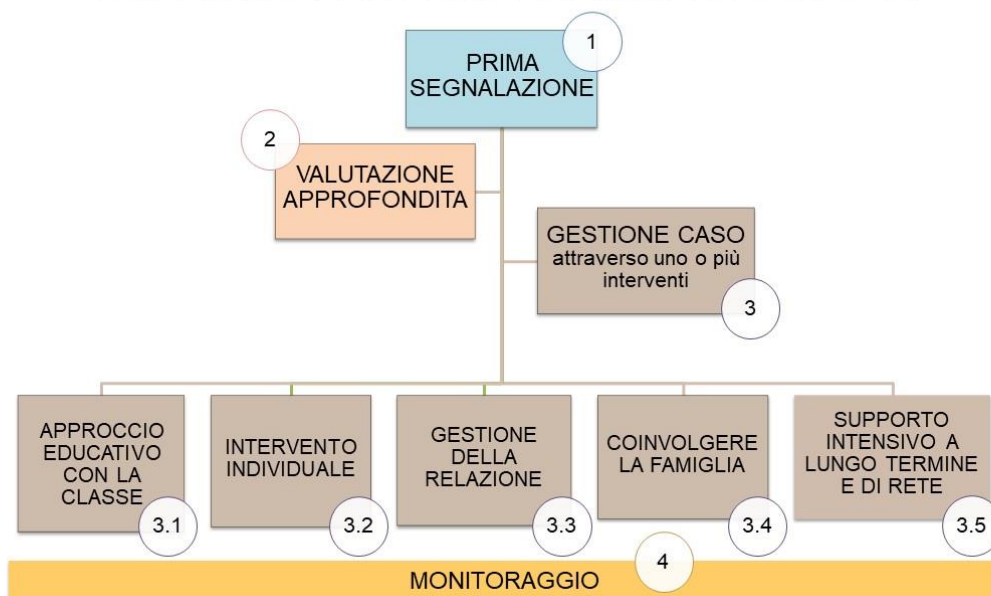 1
PRIMA
SEGNALAZIONE
2
VALUTAZIONE
APPROFONDITA
GESTIONE CASO
attraverso uno o più
interventi
3
APPROCCIO
EDUCATIVO
CON LA
CLASSE
3.1
INTERVENTO
INDIVIDUALE
3.2
GESTIONE
DELLA
RELAZIONE
3.3
COINVOLGERE
LA FAMIGLIA
3.4
SUPPORTO
INTENSIVO A
LUNGO TERMINE
E DI RETE
3.5
4
MONITORAGGIO